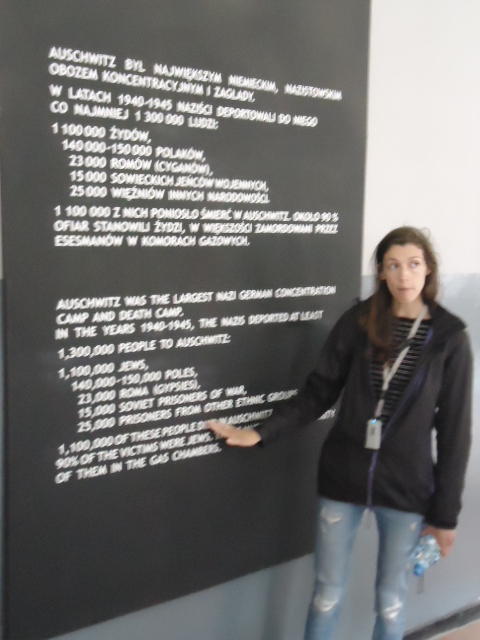 AUSCHWITZ BYŁ NAJWIĘKSZYM NIEMIECKIM, NAZISTOWSKIM
OBOZEM KONCENTRACYJNYM I ZAGŁADY.
W LATACH 1940-1945 NAZIŚCI DEPORTOWALI DO NIEGO
CO NAJMNIEJ 1 300 000 LUDZI:
1 100 000 ŻYDÓW,
140 000-150 000 POLAKÓW,
23 000 ROMÓW (CYGANÓW),
15 000 SOWIECKICH JEŃCÓW WOJENNYCH,
25 000 WIĘŹNIÓW INNYCH NARODOWOŚCI.
1 100 000 Z NICH PONIOSŁO ŚMIERĆ W AUSCHWITZ. OKOŁO 90 %
OFIAR STANOWILI ŻYDZI, W WIĘKSZOŚCI ZAMORDOWANI PRZEZ
ESESMANÓW W KOMORACH GAZOWYCH.
AUSCHWITZ WAS THE LARGEST NAZI GERMAN CONCENTRATION
CAMP AND DEATH CAMP.
IN THE YEARS 1940-1945, THE NAZIS DEPORTED AT LEAST
1,300,000 PEOPLE TO AUSCHWITZ:
1,100,000 JEWS,
140,000-150,000 POLES,
23,000 ROMA (GYPSIES),
15,000 SOVIET PRISONERS OF WAR,
25,000 PRISONERS FROM OTHER ETHNIC GROUPS
1,100,000 OF THESE PEOPLE AUSCHWITZ
90% OF THE VICTIMS WERE JEWS.
OF THEM IN THE GAS CHAMBERS.